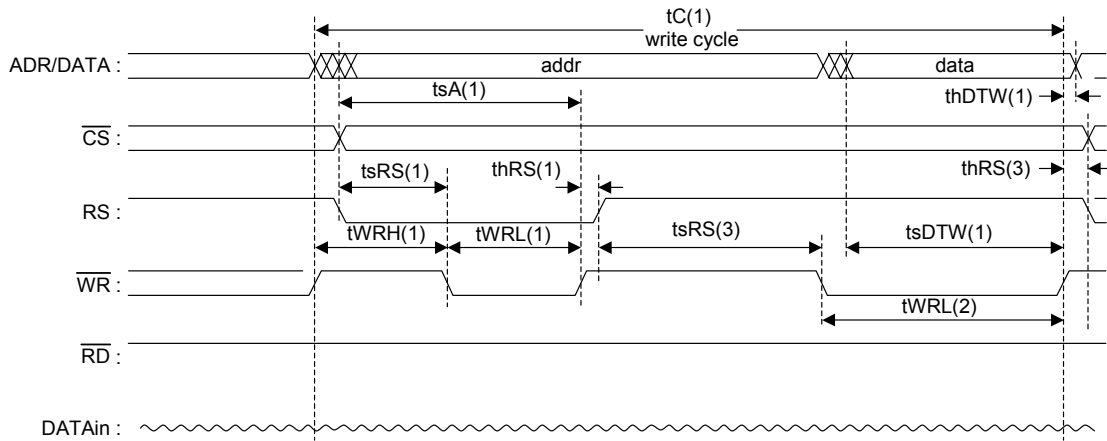 tC(1)
write cycle
ADR/DATA : addr data
tsA(1) thDTW(1)
CS :
tsRS(1) thRS(1) thRS(3)
RS :
tWRH(1) tWRL(1) tsRS(3) tsDTW(1)
WR :
tWRL(2)
RD :
DATAin :